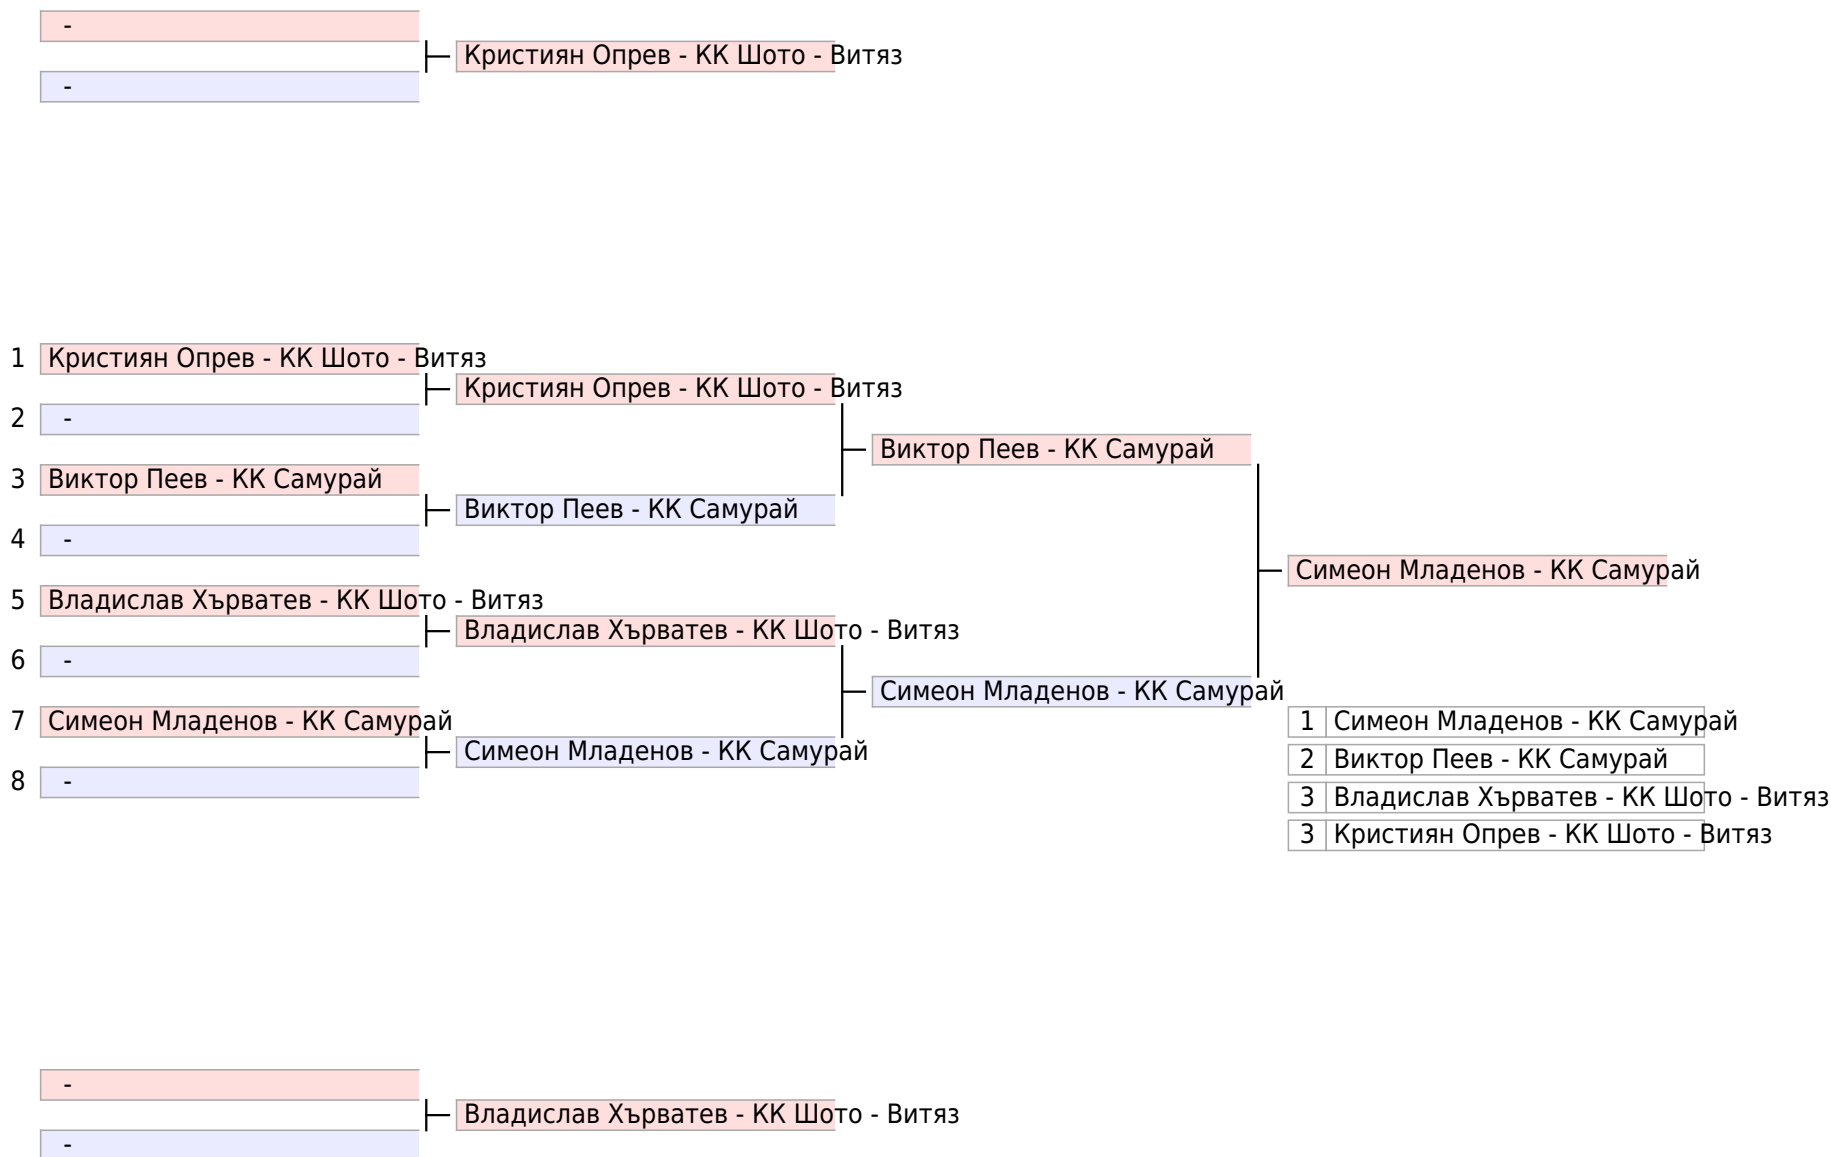 -
Кристиян Опрев - КК Шото - Витяз
-
1 Кристиян Опрев - КК Шото - Витяз
Кристиян Опрев - КК Шото - Витяз
2 -
Виктор Пеев - КК Самурай
3 Виктор Пеев - КК Самурай
Виктор Пеев - КК Самурай
4 -
Симеон Младенов - КК Самурай
5 Владислав Хърватев - КК Шото - Витяз
Владислав Хърватев - КК Шото - Витяз
6 -
Симеон Младенов - КК Самурай
7 Симеон Младенов - КК Самурай
1 Симеон Младенов - КК Самурай
Симеон Младенов - КК Самурай
2 Виктор Пеев - КК Самурай
8 -
3 Владислав Хърватев - КК Шото - Витяз
3 Кристиян Опрев - КК Шото - Витяз
-
Владислав Хърватев - КК Шото - Витяз
-